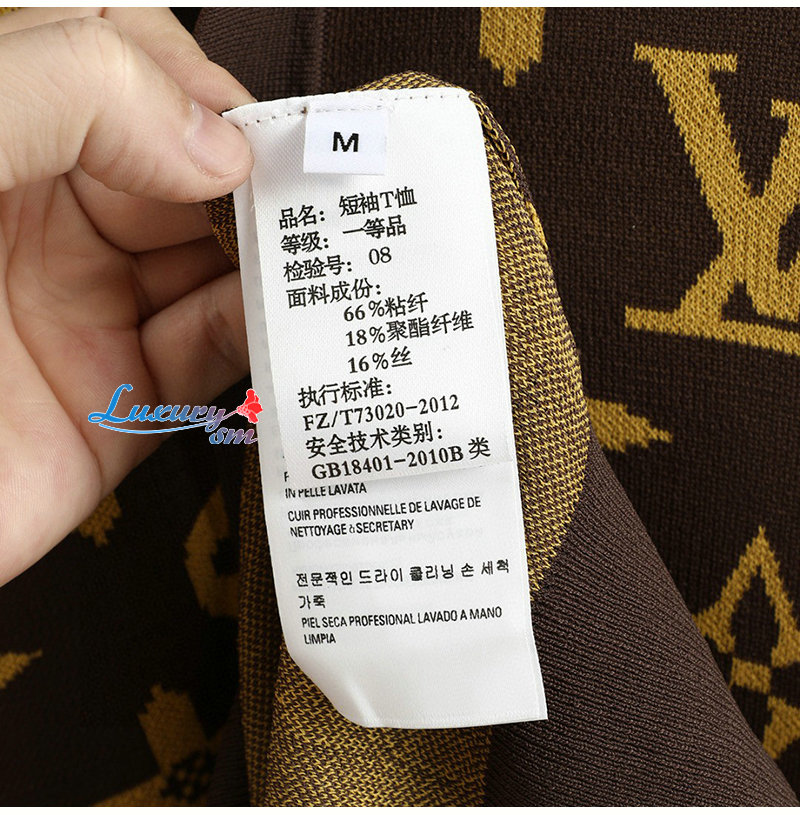 M
品名：短袖T恤
等级：一等品
检验号：08
面料成份：
66%粘纤
18%聚酯纤维
16%丝
执行标准：
FZ/T73020-2012
安全技术类别：
GB18401-2010B 类
IN PELLE LAVATA
CUIR PROFESSIONNELLE DE LAVAGE DE
NETTOYAGE à SECRETARY
전문적인 드라이 클리닝 손 세척
가죽
PIEL SECA PROFESIONAL LAVADO A MANO
LIMPIA
Luxury
sm
LV